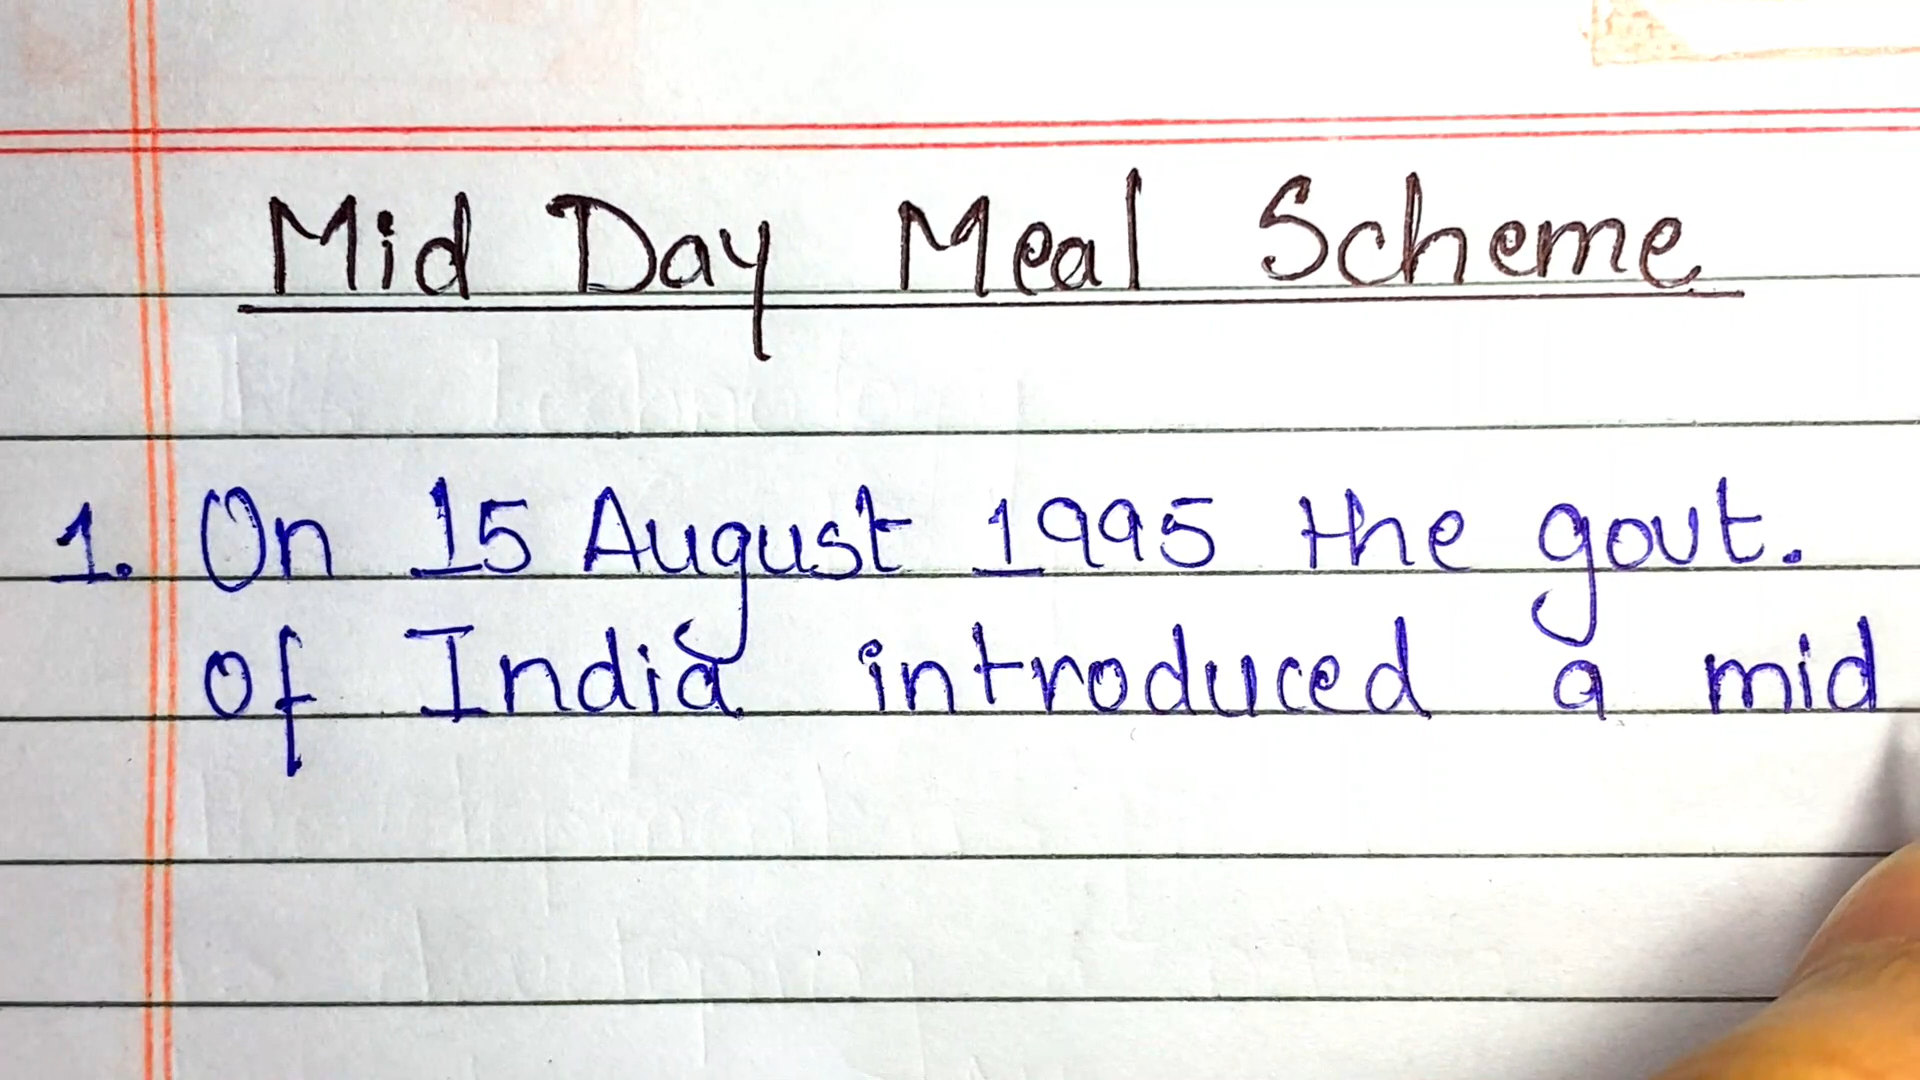 Mid Day Meal Scheme
1. On 15 August 1995 the govt.
of India introduced a mid